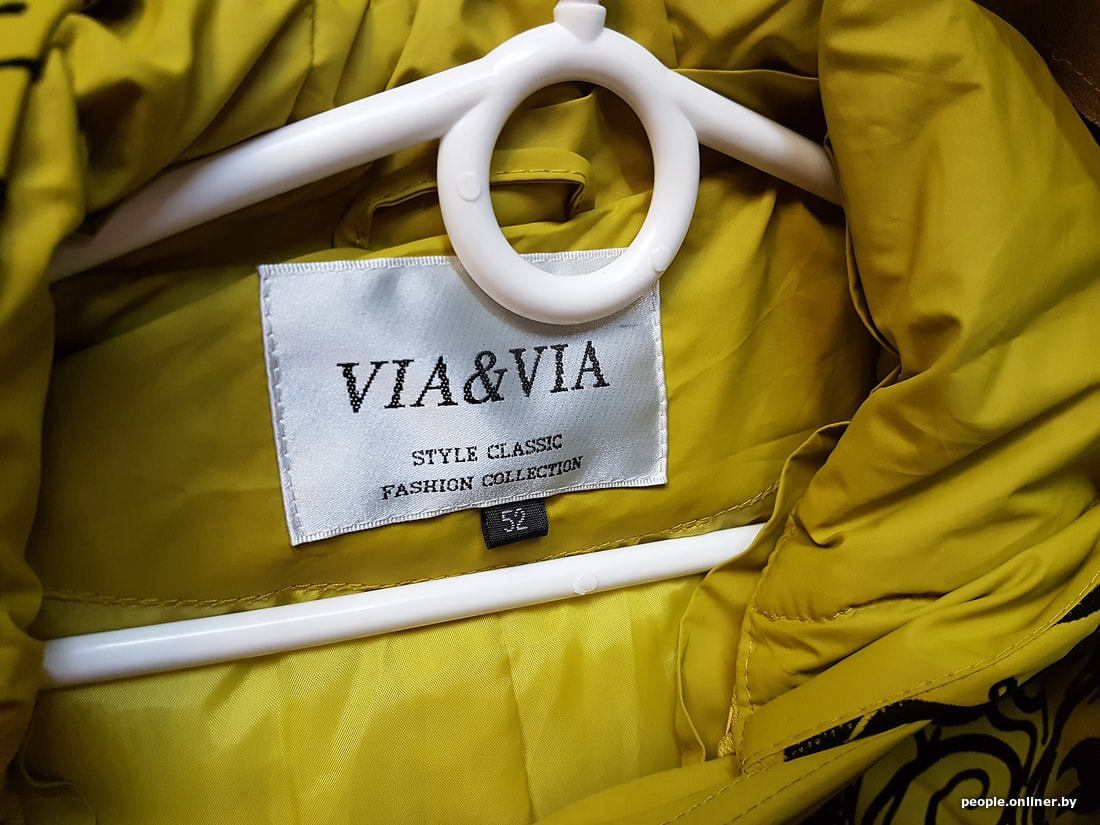 VIA&VIA
STYLE CLASSIC
FASHION COLLECTION
52
people.onliner.by